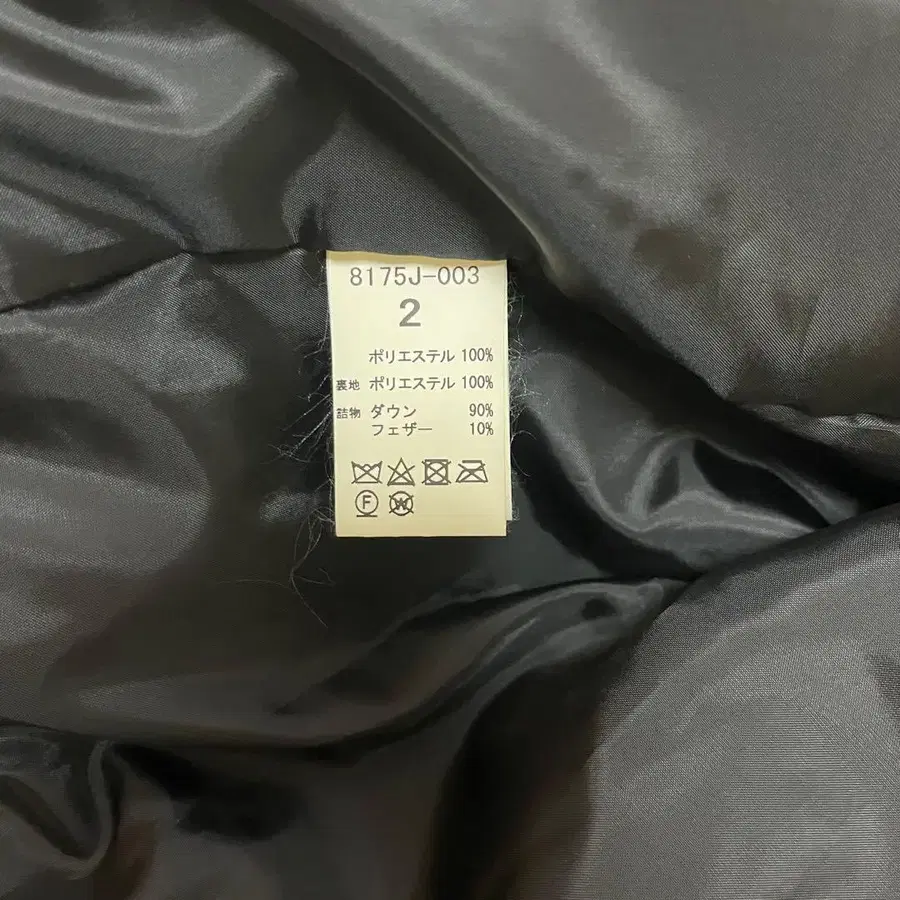 8175J-003
2
ポリエステル 100%
裏地 ポリエステル 100%
詰物 ダウン 90%
フェザー 10%
F W